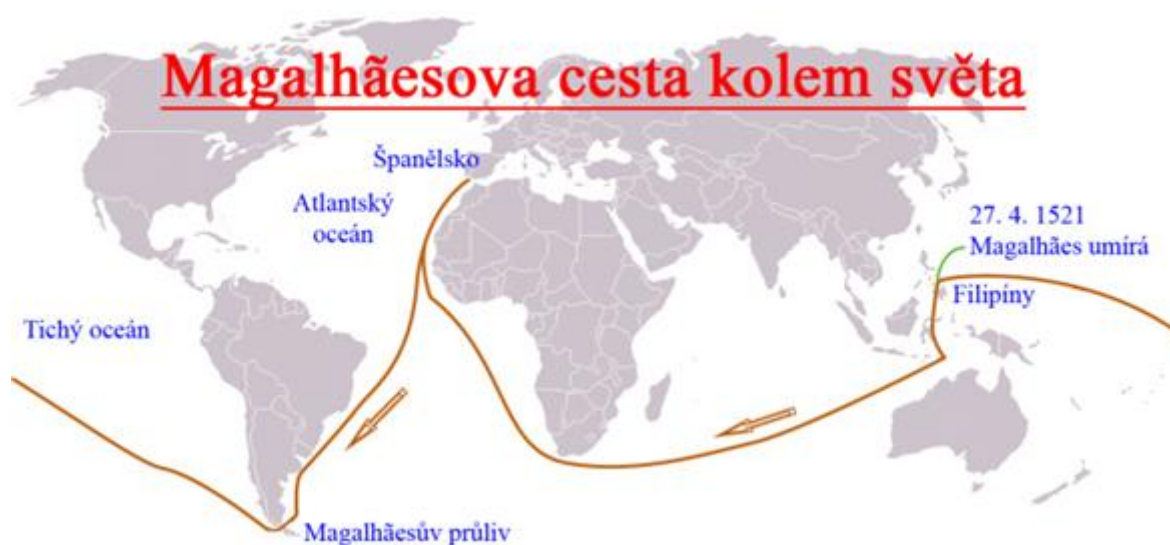 Magalhãesova cesta kolem světa
Španělsko
Atlantský
oceán
27. 4. 1521
Magalhães umírá
Filipíny
Tichý oceán
Magalhãesův průliv